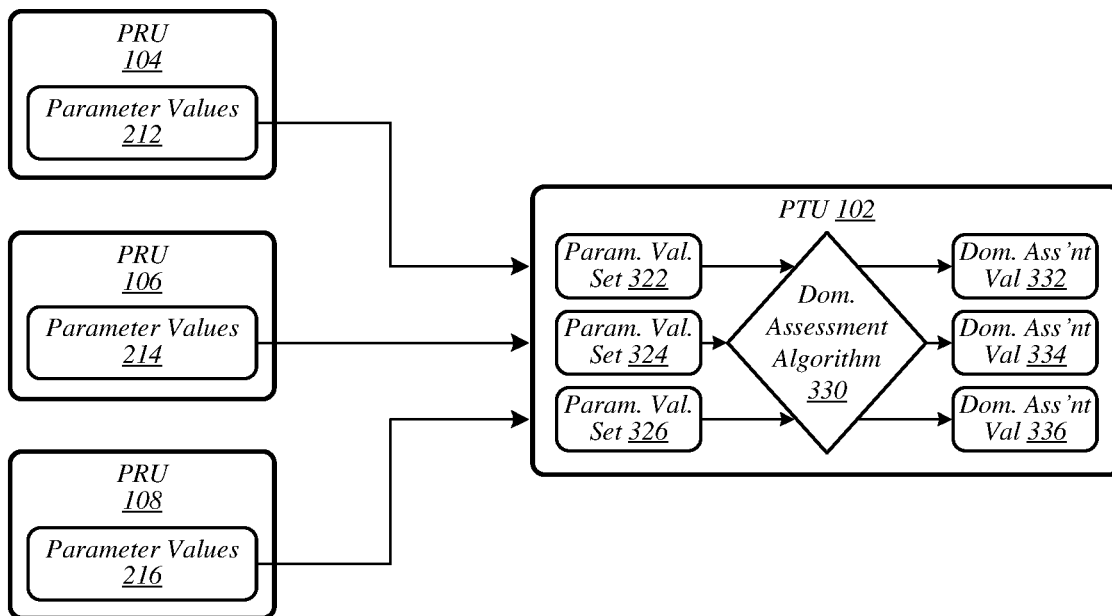 PRU
104
Parameter Values
212
PRU
106
Parameter Values
214
PRU
108
Parameter Values
216
PTU 102
Param. Val.
Set 322
Param. Val.
Set 324
Param. Val.
Set 326
Dom.
Assessment
Algorithm
330
Dom. Ass’nt
Val 332
Dom. Ass’nt
Val 334
Dom. Ass’nt
Val 336